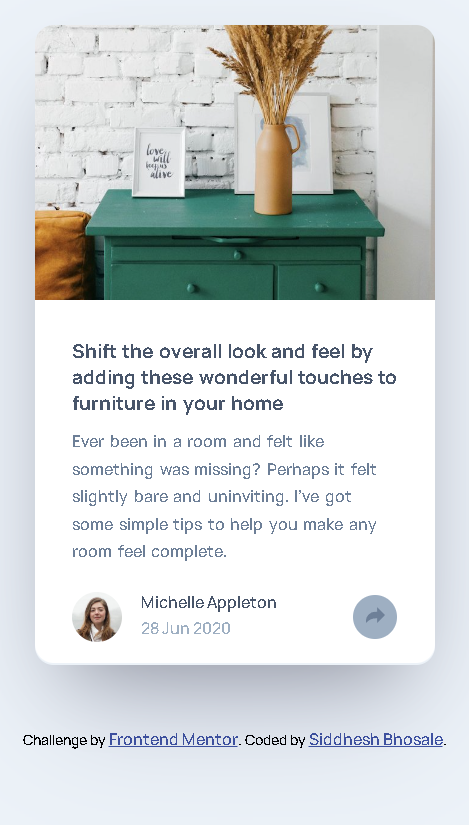 love
will
keep us
alive
Shift the overall look and feel by
adding these wonderful touches to
furniture in your home
Ever been in a room and felt like
something was missing? Perhaps it felt
slightly bare and uninviting. I’ve got
some simple tips to help you make any
room feel complete.
Michelle Appleton
28 Jun 2020
Challenge by Frontend Mentor. Coded by Siddhesh Bhosale.